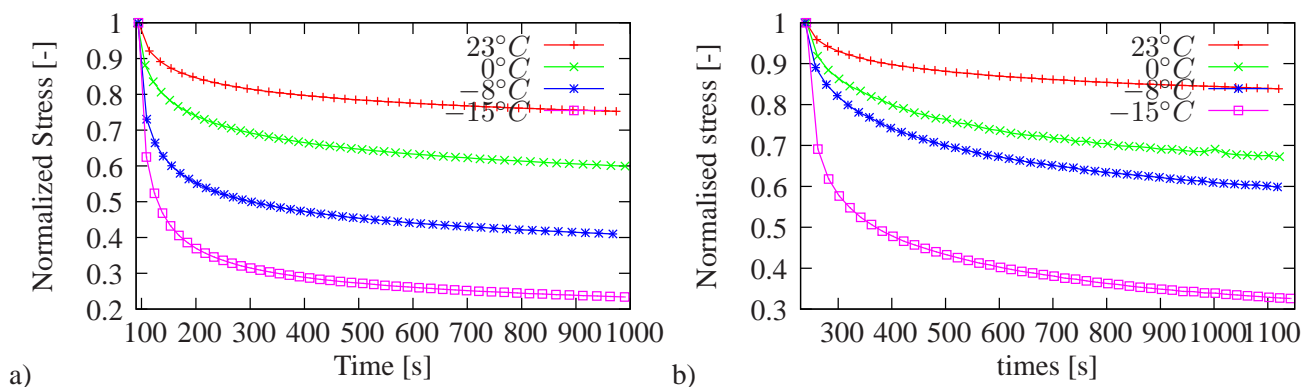 Normalized Stress [-]
1
0.9
0.8
0.7
0.6
0.5
0.4
0.3
0.2
23°C
0°C
−8°C
−15°C
100 200 300 400 500 600 700 800 900 1000
Time [s]
a)
Normalised stress [-]
1
0.9
0.8
0.7
0.6
0.5
0.4
0.3
23°C
0°C
−8°C
−15°C
300 400 500 600 700 800 900 1000 1100
times [s]
b)